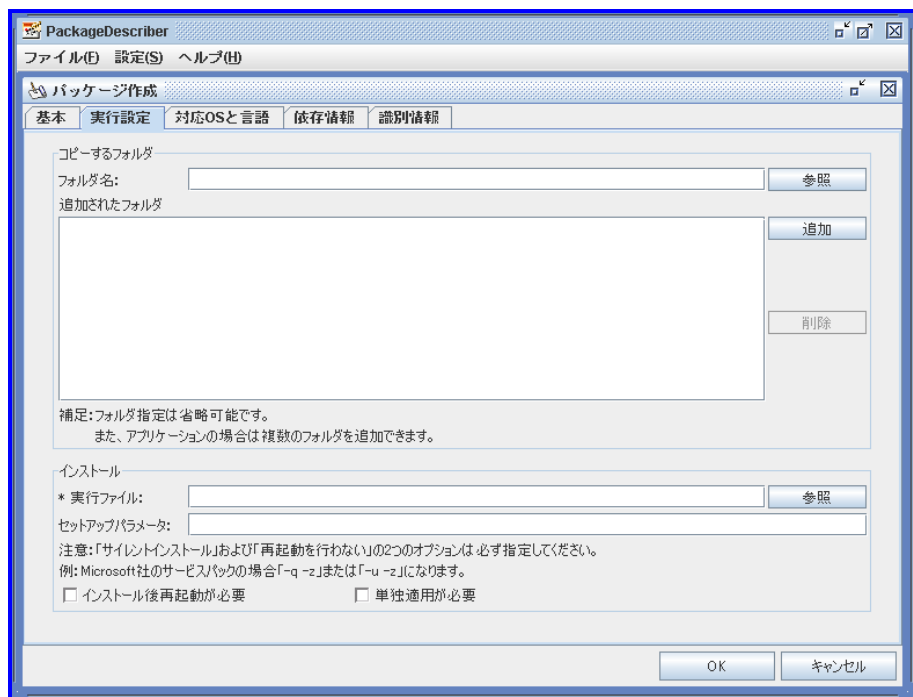 PackageDescriber
ファイル(F) 設定(S) ヘルプ(H)
パッケージ作成
基本 実行設定 対応OSと言語 依存情報 識別情報
コピーするフォルダ
フォルダ名: 参照
追加されたフォルダ
追加
削除
補足:フォルダ指定は省略可能です。
また、アプリケーションの場合は複数のフォルダを追加できます。
インストール
* 実行ファイル: 参照
セットアップパラメータ:
注意:「サイレントインストール」および「再起動を行わない」の2つのオプションは必ず指定してください。
例:Microsoft社のサービスパックの場合「-q -z」または「-u -z」になります。
インストール後再起動が必要 単独適用が必要
OK キャンセル